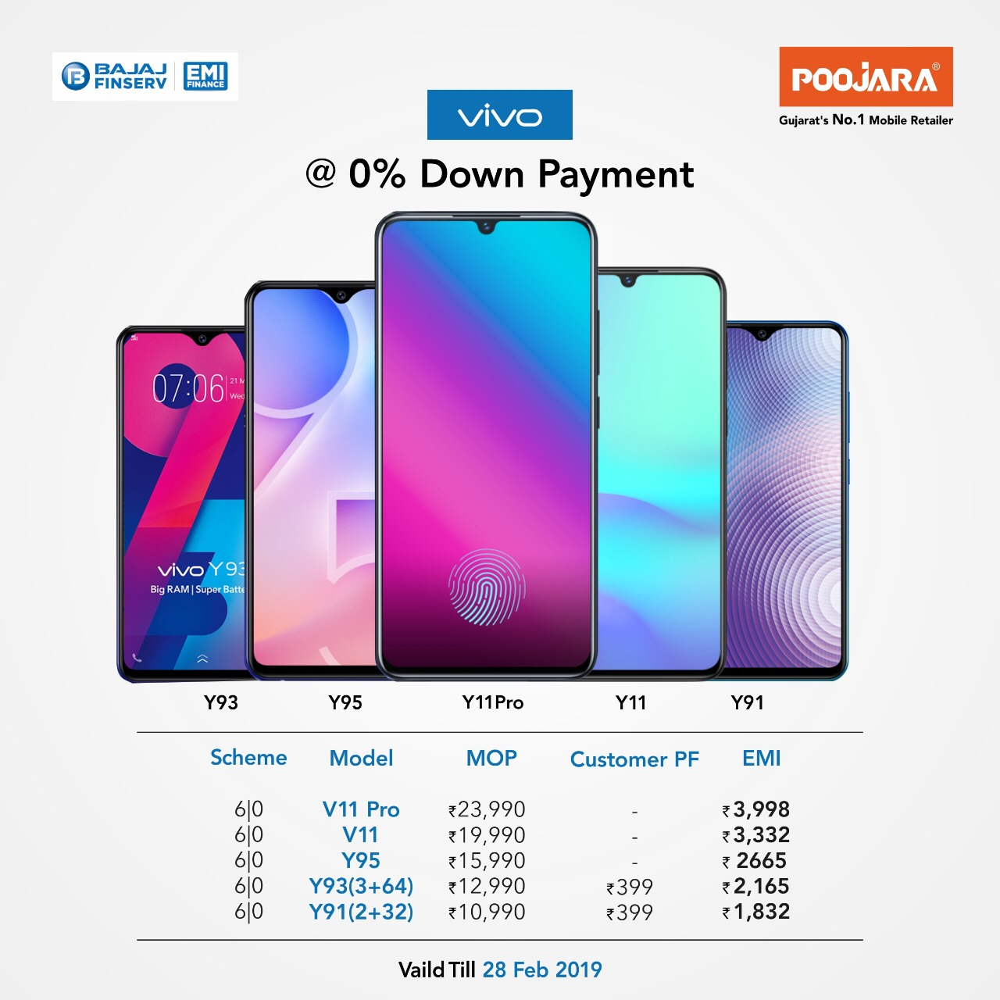 BAJAJ
FINSERV
EMI
FINANCE
POOJARA®
Gujarat's No.1 Mobile Retailer
vivo
@ 0% Down Payment
07:06
21 M
Wed
vivo Y93
Big RAM | Super Batte
Y93 Y95 Y11Pro Y11 Y91
Scheme Model MOP Customer PF EMI
6|0 V11 Pro ₹23,990 - ₹3,998
6|0 V11 ₹19,990 - ₹3,332
6|0 Y95 ₹15,990 - ₹ 2665
6|0 Y93(3+64) ₹12,990 ₹399 ₹2,165
6|0 Y91(2+32) ₹10,990 ₹399 ₹1,832
Vaild Till 28 Feb 2019